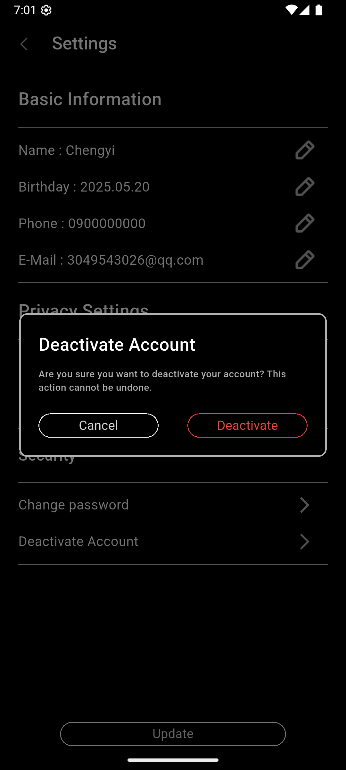 7:01
Settings
Basic Information
Name : Chengyi
Birthday : 2025.05.20
Phone : 0900000000
E-Mail : 3049543026@qq.com
Privacy Settings
Deactivate Account
Are you sure you want to deactivate your account? This
action cannot be undone.
Cancel
Deactivate
Security
Change password
Deactivate Account
Update